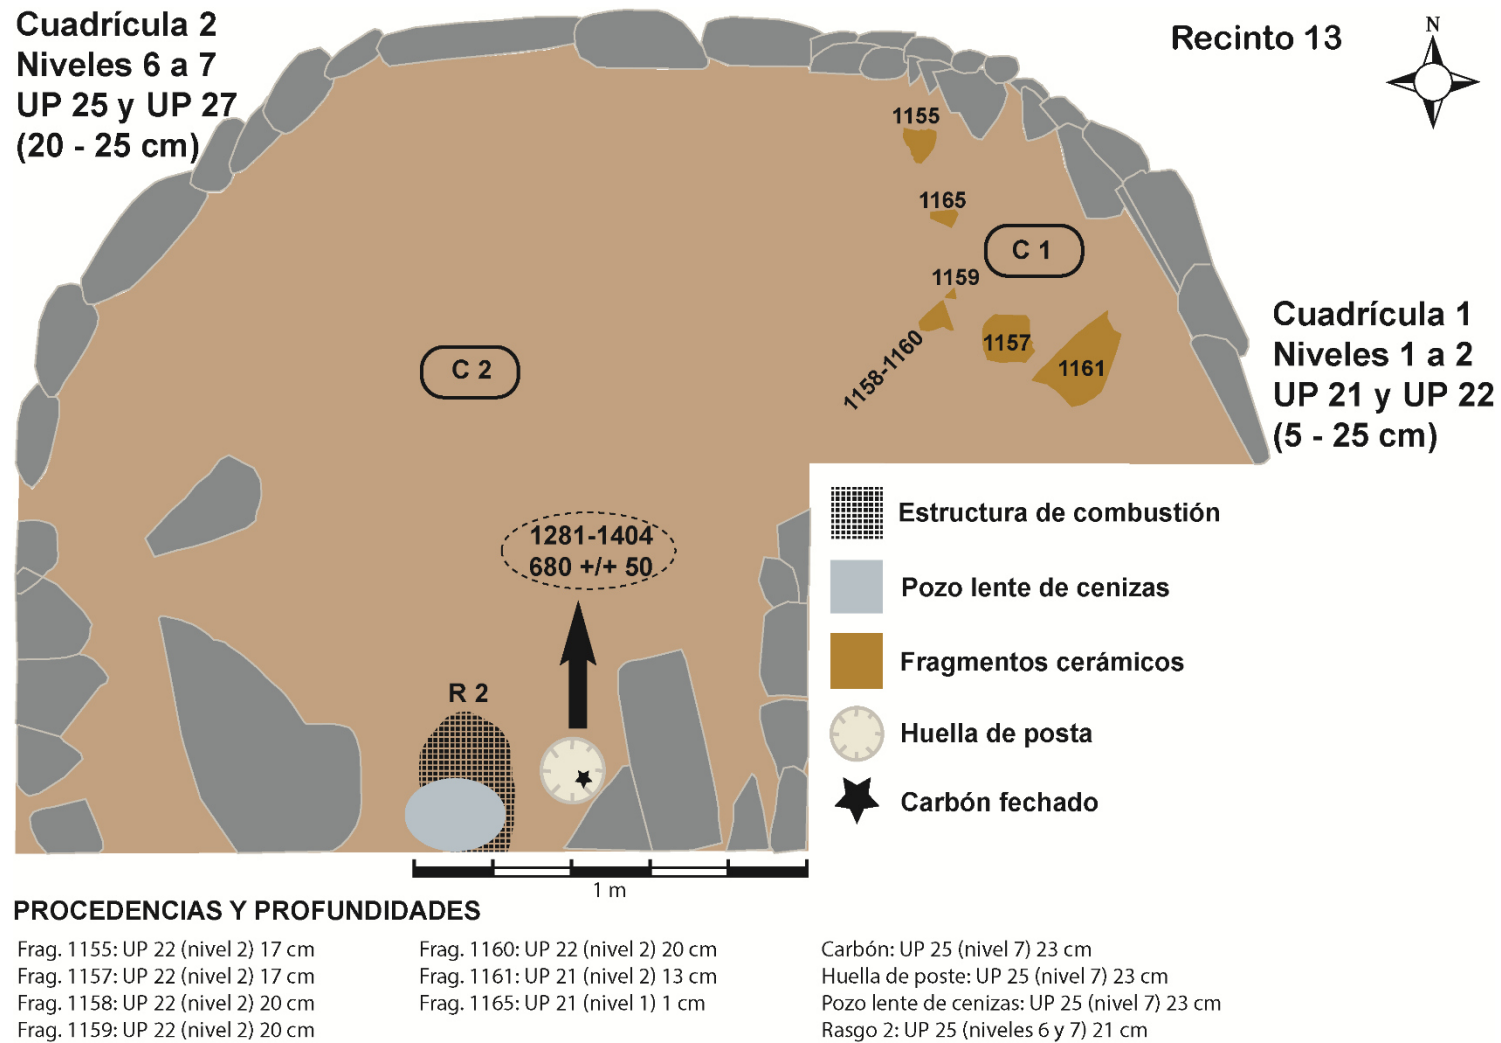 Cuadrícula 2
Niveles 6 a 7
UP 25 y UP 27
(20 - 25 cm)
Recinto 13
N
1155
1165
C 1
1159
1158-1160
1157
1161
C 2
Cuadrícula 1
Niveles 1 a 2
UP 21 y UP 22
(5 - 25 cm)
1281-1404
680 +/+ 50
R 2
Estructura de combustión
Pozo lente de cenizas
Fragmentos cerámicos
Huella de posta
Carbón fechado
1 m
PROCEDENCIAS Y PROFUNDIDADES
Frag. 1155: UP 22 (nivel 2) 17 cm
Frag. 1157: UP 22 (nivel 2) 17 cm
Frag. 1158: UP 22 (nivel 2) 20 cm
Frag. 1159: UP 22 (nivel 2) 20 cm
Frag. 1160: UP 22 (nivel 2) 20 cm
Frag. 1161: UP 21 (nivel 2) 13 cm
Frag. 1165: UP 21 (nivel 1) 1 cm
Carbón: UP 25 (nivel 7) 23 cm
Huella de poste: UP 25 (nivel 7) 23 cm
Pozo lente de cenizas: UP 25 (nivel 7) 23 cm
Rasgo 2: UP 25 (niveles 6 y 7) 21 cm